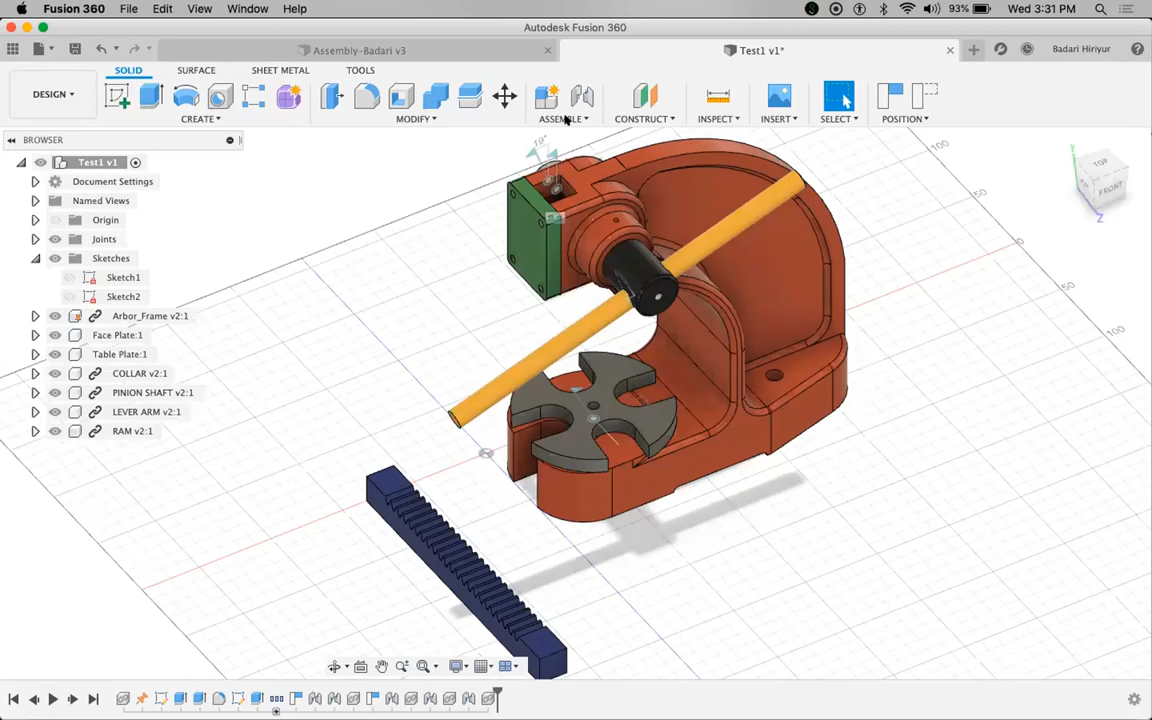 Fusion 360 File Edit View Window Help 93% Wed 3:31 PM
Autodesk Fusion 360
Assembly-Badari v3 Test1 v1* Badari Hiriyur
SOLID SURFACE SHEET METAL TOOLS
DESIGN
CREATE MODIFY ASSEMBLE CONSTRUCT INSPECT INSERT SELECT POSITION
BROWSER
Test1 v1
Document Settings
Named Views
Origin
Joints
Sketches
Sketch1
Sketch2
Arbor_Frame v2:1
Face Plate:1
Table Plate:1
COLLAR v2:1
PINION SHAFT v2:1
LEVER ARM v2:1
RAM v2:1
100
50
0
50
100
Y
TOP
FRONT
Z